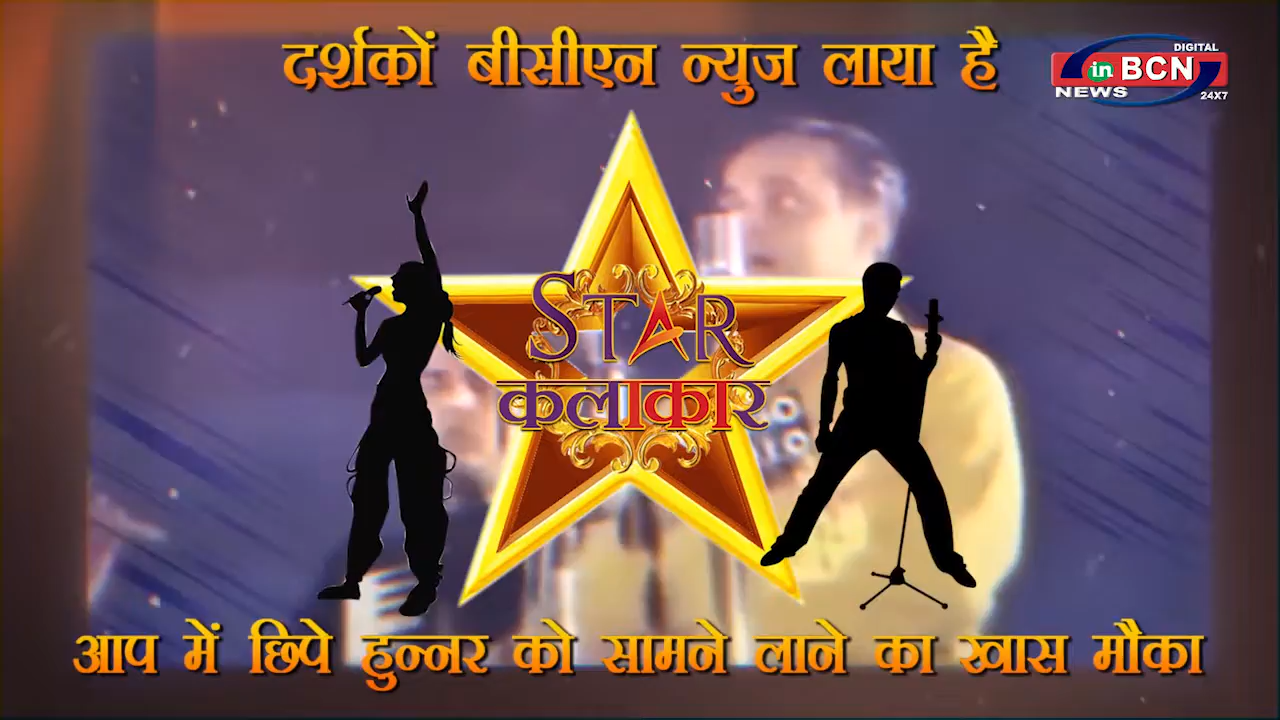 दर्शकों बीसीएन न्युज लाया है
DIGITAL
in BCN
NEWS
24X7
STAR
कलाकार
आप में छिपे हुन्नर को सामने लाने का खास मौका